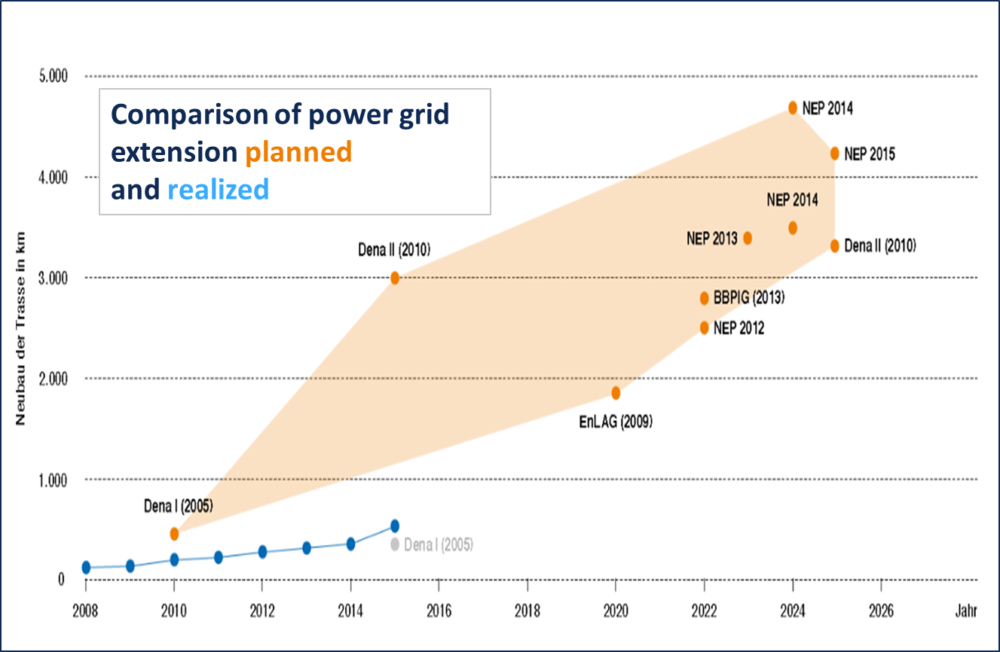 Comparison of power grid
extension planned
and realized
5.000
4.000
3.000
2.000
1.000
0
Neubau der Trasse in km
NEP 2014
NEP 2015
NEP 2014
NEP 2013
Dena II (2010)
Dena II (2010)
BBPlG (2013)
NEP 2012
EnLAG (2009)
Dena I (2005)
Dena I (2005)
2008 2010 2012 2014 2016 2018 2020 2022 2024 2026 Jahr